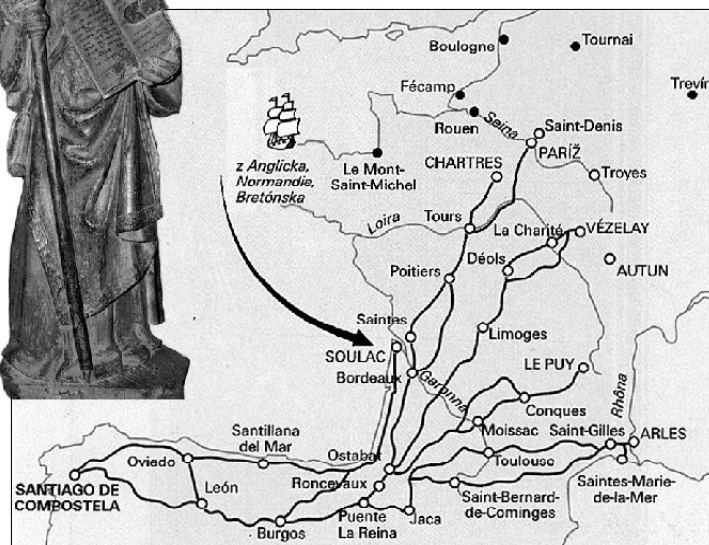 Boulogne
Tournai
Fécamp
Trevír
Rouen
Seina
Saint-Denis
PARÍŽ
z Anglicka,
Normandie,
Bretónska
Le Mont-
Saint-Michel
CHARTRES
Troyes
Loira
Tours
La Charité
VÉZELAY
Déols
AUTUN
Poitiers
Saintes
SOULAC
Limoges
LE PUY
Bordeaux
Garonna
Rhôna
Conques
Santillana
del Mar
Moissac
Saint-Gilles
ARLES
Oviedo
Ostabat
Toulouse
Roncevaux
SANTIAGO DE
COMPOSTELA
León
Saintes-Marie-
de-la-Mer
Saint-Bernard-
de-Cominges
Burgos
Puente
La Reina
Jaca